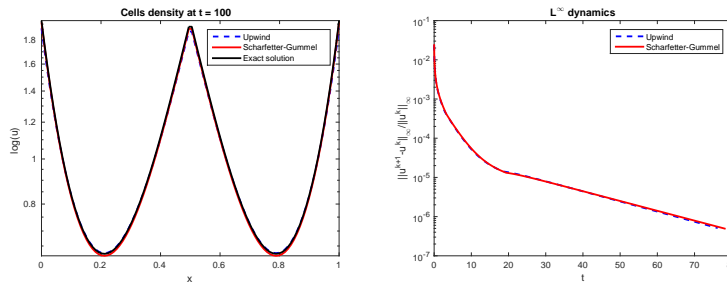 Cells density at t = 100
Upwind
Scharfetter-Gummel
Exact solution
log(u)
1.8
1.6
1.4
1.2
1
0.8
0
0.2
0.4
0.6
0.8
1
x
L∞ dynamics
Upwind
Scharfetter-Gummel
||u^{k+1}-u^k||_∞/||u^k||_∞
10^{-1}
10^{-2}
10^{-3}
10^{-4}
10^{-5}
10^{-6}
10^{-7}
0
10
20
30
40
50
60
70
t